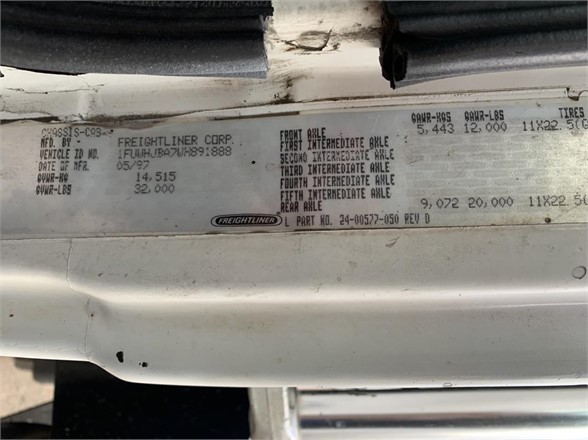 CHASSIS-CAB
MFD. BY - FREIGHTLINER CORP.
VEHICLE ID NO. 1FUWHJBA7WH891888
DATE OF MFR. 05/97
GVWR-KG 14,515
GVWR-LBS 32,000
FREIGHTLINER
GAWR-KGS GAWR-LBS TIRES
FRONT AXLE 5,443 12,000 11X22.5(
FIRST INTERMEDIATE AXLE
SECOND INTERMEDIATE AXLE
THIRD INTERMEDIATE AXLE
FOURTH INTERMEDIATE AXLE
FIFTH INTERMEDIATE AXLE
REAR AXLE 9,072 20,000 11X22.5(
L PART NO. 24-00577-050 REV D